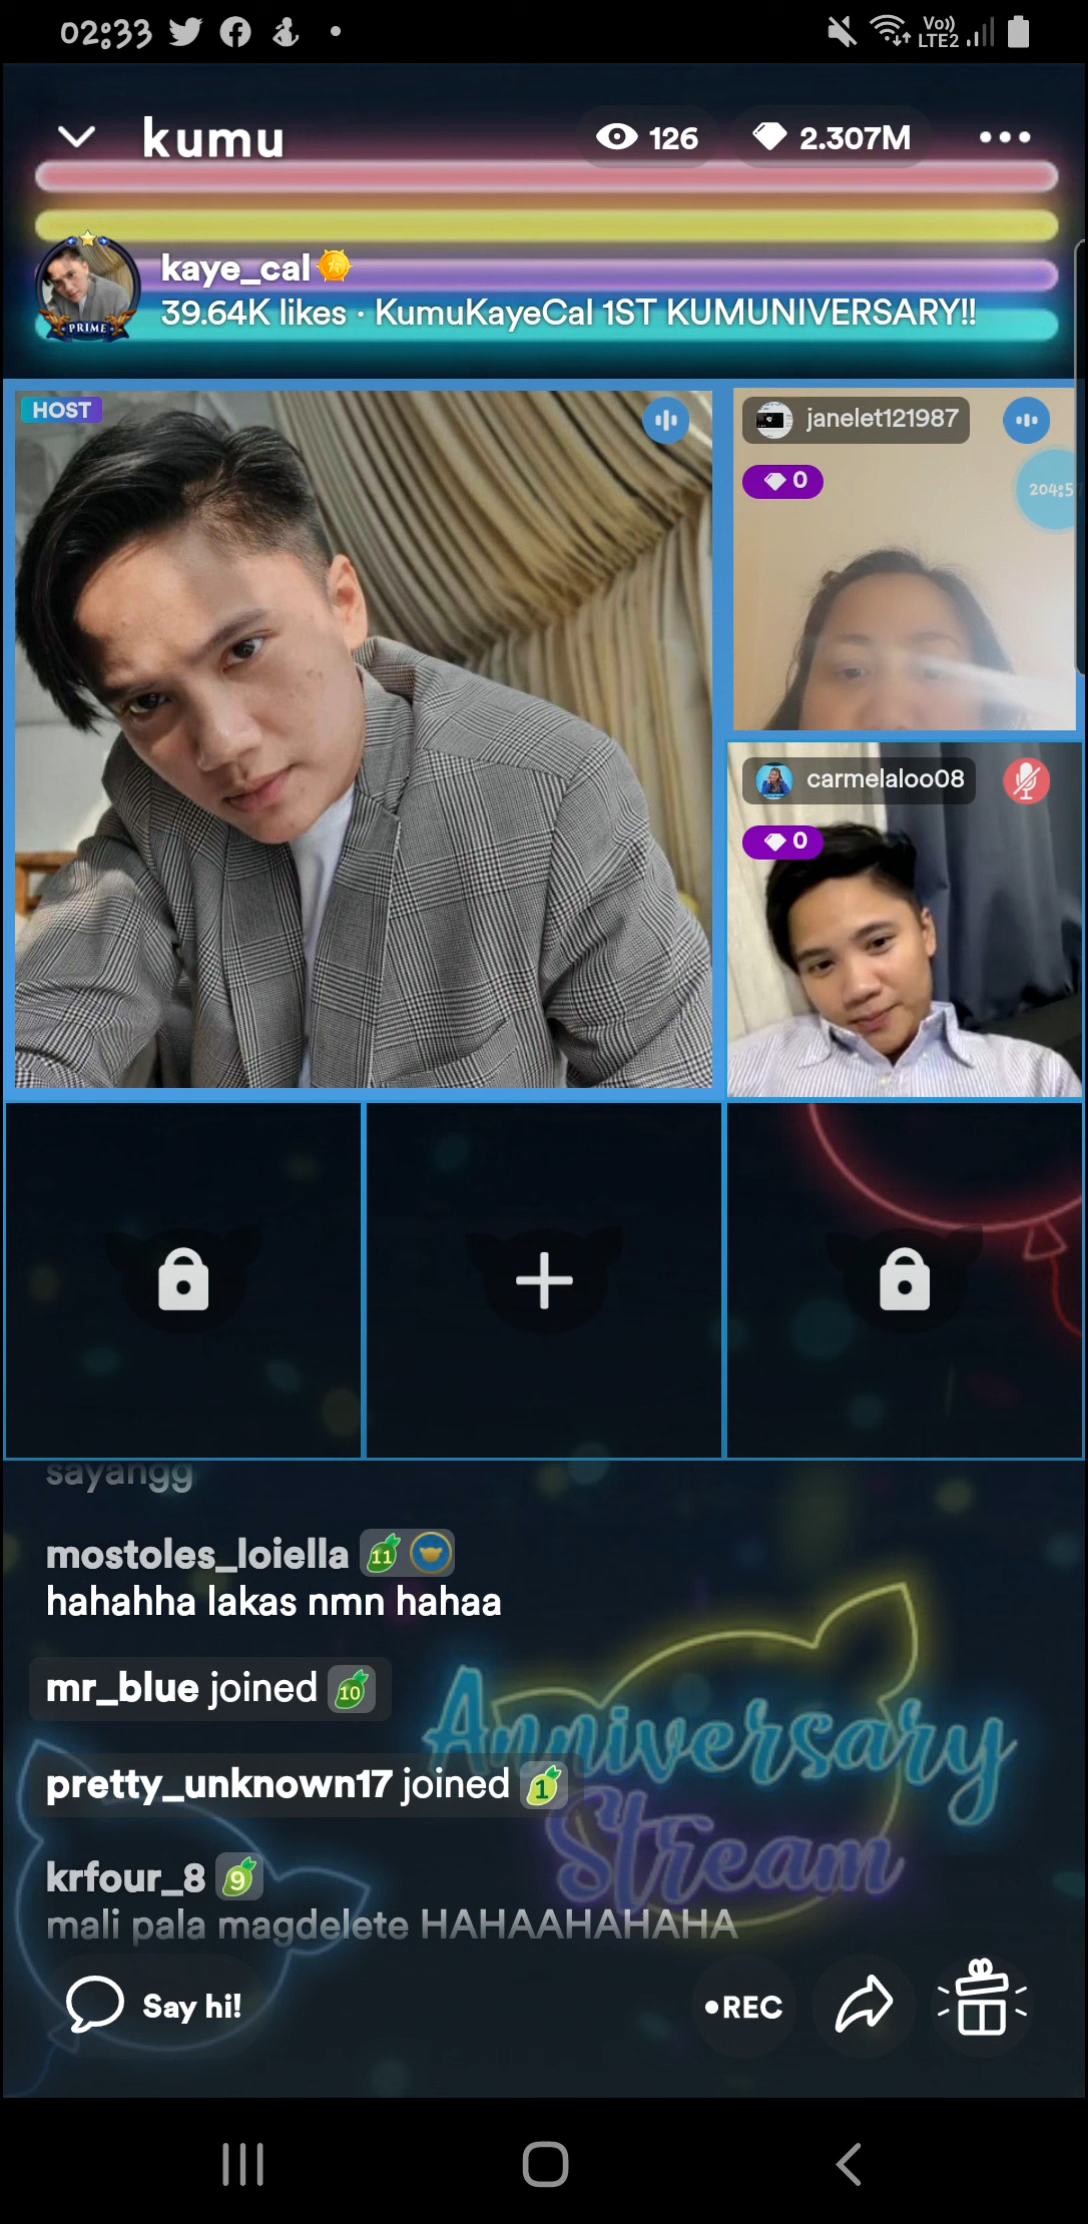 02:33
Vo))
LTE2
kumu
126
2.307M
kaye_cal
39.64K likes · KumuKayeCal 1ST KUMUNIVERSARY!!
PRIME
HOST
janelet121987
0
204:5
carmelaloo08
0
sayangg
mostoles_loiella 11
hahahha lakas nmn hahaa
mr_blue joined 10
pretty_unknown17 joined 1
Anniversary
Stream
krfour_8 9
mali pala magdelete HAHAAHAHAHA
Say hi!
•REC